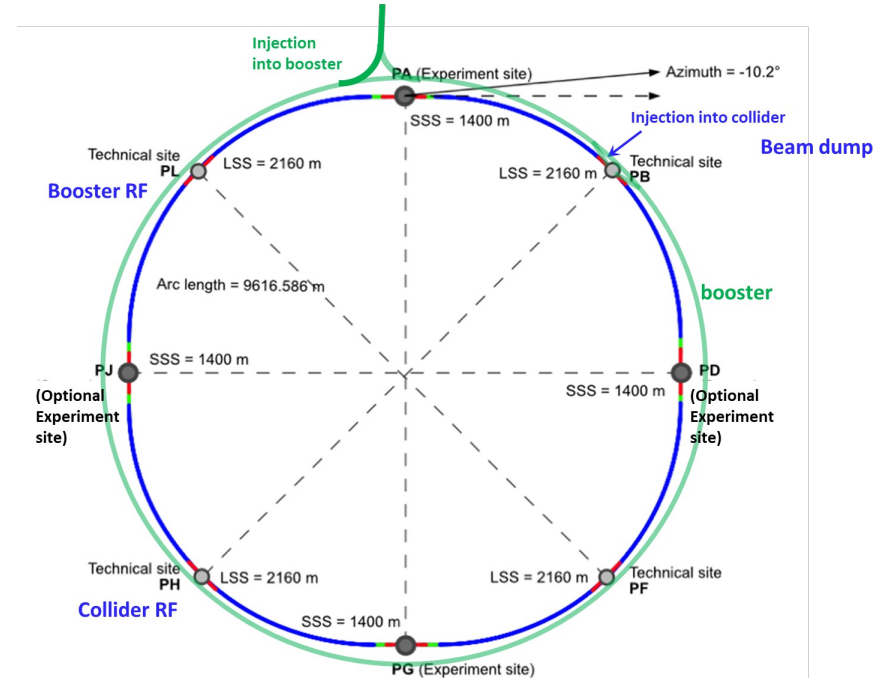 Injection
into booster
PA (Experiment site)
Azimuth = -10.2°
SSS = 1400 m
Injection into collider
Beam dump
Technical site
PL
LSS = 2160 m
Booster RF
LSS = 2160 m
Technical site
PB
Arc length = 9616.586 m
booster
PJ
SSS = 1400 m
(Optional
Experiment
site)
PD
SSS = 1400 m
(Optional
Experiment
site)
Technical site
PH
LSS = 2160 m
Collider RF
LSS = 2160 m
Technical site
PF
SSS = 1400 m
PG (Experiment site)